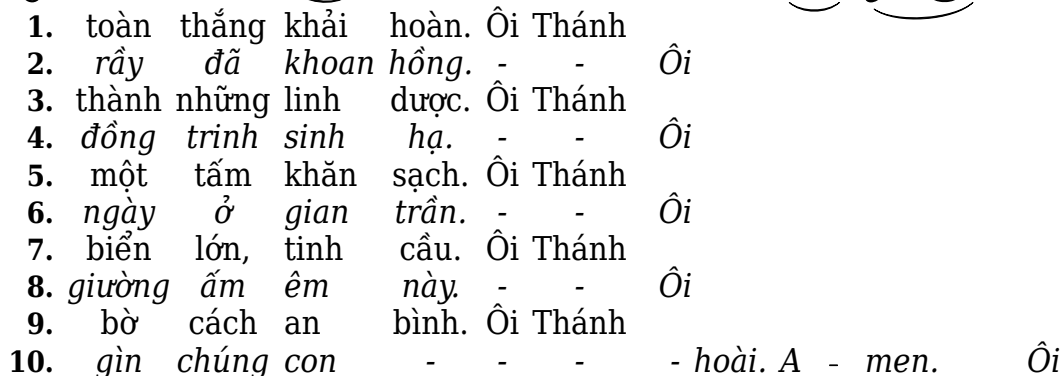 1. toàn thắng khải hoàn. Ôi Thánh
2. rầy đã khoan hồng. - - Ôi
3. thành những linh dược. Ôi Thánh
4. đồng trinh sinh hạ. - - Ôi
5. một tấm khăn sạch. Ôi Thánh
6. ngày ở gian trần. - - Ôi
7. biển lớn, tinh cầu. Ôi Thánh
8. giường ấm êm này. - - Ôi
9. bờ cách an bình. Ôi Thánh
10. gìn chúng con - - - - hoài. A - men. Ôi